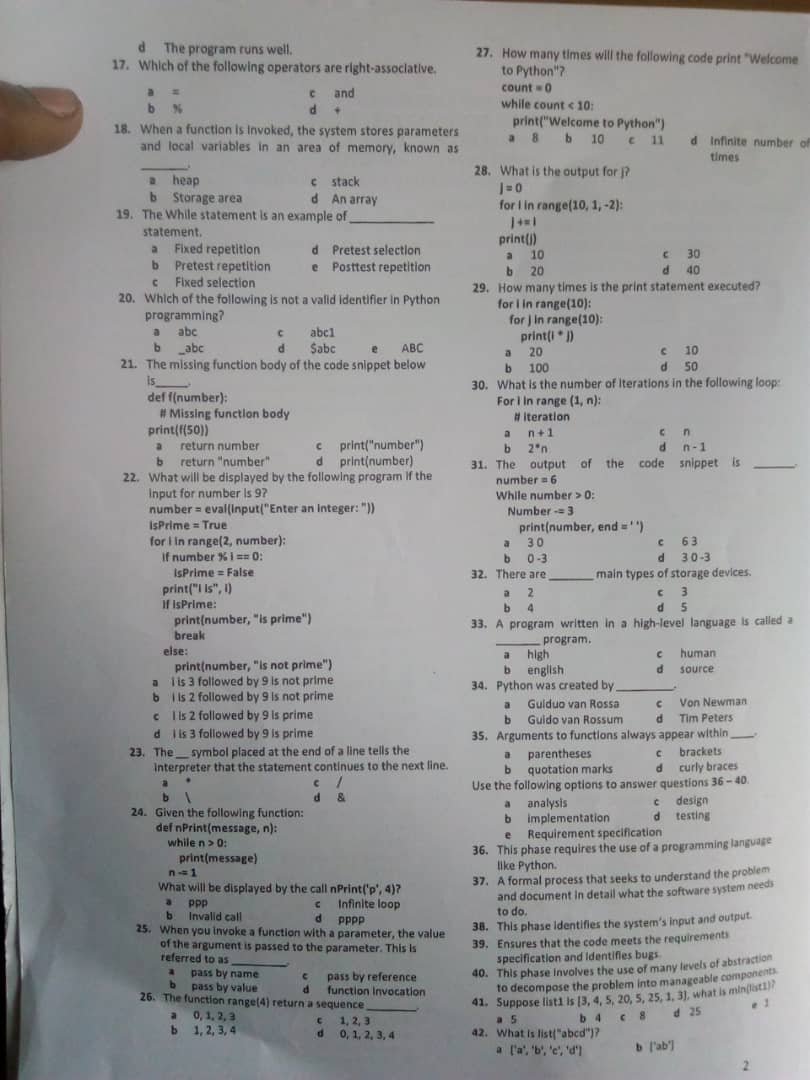 d The program runs well.
17. Which of the following operators are right-associative.
a = c and
b % d +
18. When a function is invoked, the system stores parameters
and local variables in an area of memory, known as
________.
a heap c stack
b Storage area d An array
19. The While statement is an example of ____________
statement.
a Fixed repetition d Pretest selection
b Pretest repetition e Posttest repetition
c Fixed selection
20. Which of the following is not a valid identifier in Python
programming?
a abc c abc1
b _abc d $abc e ABC
21. The missing function body of the code snippet below
is_____.
def f(number):
# Missing function body
print(f(50))
a return number c print("number")
b return "number" d print(number)
22. What will be displayed by the following program if the
input for number is 9?
number = eval(input("Enter an integer: "))
isPrime = True
for i in range(2, number):
if number % i == 0:
isPrime = False
print("i is", i)
if isPrime:
print(number, "is prime")
break
else:
print(number, "is not prime")
a i is 3 followed by 9 is not prime
b i is 2 followed by 9 is not prime
c i is 2 followed by 9 is prime
d i is 3 followed by 9 is prime
23. The __ symbol placed at the end of a line tells the
interpreter that the statement continues to the next line.
a * c /
b \ d &
24. Given the following function:
def nPrint(message, n):
while n > 0:
print(message)
n -= 1
What will be displayed by the call nPrint('p', 4)?
a ppp c Infinite loop
b Invalid call d pppp
25. When you invoke a function with a parameter, the value
of the argument is passed to the parameter. This is
referred to as ________.
a pass by name c pass by reference
b pass by value d function invocation
26. The function range(4) return a sequence ________.
a 0, 1, 2, 3 c 1, 2, 3
b 1, 2, 3, 4 d 0, 1, 2, 3, 4
27. How many times will the following code print "Welcome
to Python"?
count = 0
while count < 10:
print("Welcome to Python")
a 8 b 10 c 11 d Infinite number of
times
28. What is the output for j?
j = 0
for i in range(10, 1, -2):
j += i
print(j)
a 10 c 30
b 20 d 40
29. How many times is the print statement executed?
for i in range(10):
for j in range(10):
print(i * j)
a 20 c 10
b 100 d 50
30. What is the number of iterations in the following loop:
For i in range (1, n):
# iteration
a n + 1 c n
b 2*n d n - 1
31. The output of the code snippet is ______.
number = 6
While number > 0:
Number -= 3
print(number, end = ' ')
a 3 0 c 6 3
b 0 -3 d 3 0 -3
32. There are ______ main types of storage devices.
a 2 c 3
b 4 d 5
33. A program written in a high-level language is called a
______ program.
a high c human
b english d source
34. Python was created by ________.
a Guiduo van Rossa c Von Newman
b Guido van Rossum d Tim Peters
35. Arguments to functions always appear within ____.
a parentheses c brackets
b quotation marks d curly braces
Use the following options to answer questions 36 – 40.
a analysis c design
b implementation d testing
e Requirement specification
36. This phase requires the use of a programming language
like Python.
37. A formal process that seeks to understand the problem
and document in detail what the software system needs
to do.
38. This phase identifies the system's input and output.
39. Ensures that the code meets the requirements
specification and identifies bugs.
40. This phase involves the use of many levels of abstraction
to decompose the problem into manageable components.
41. Suppose list1 is [3, 4, 5, 20, 5, 25, 1, 3], what is min(list1)?
a 5 b 4 c 8 d 25 e 1
42. What is list("abcd")?
a ['a', 'b', 'c', 'd'] b ['ab']
2